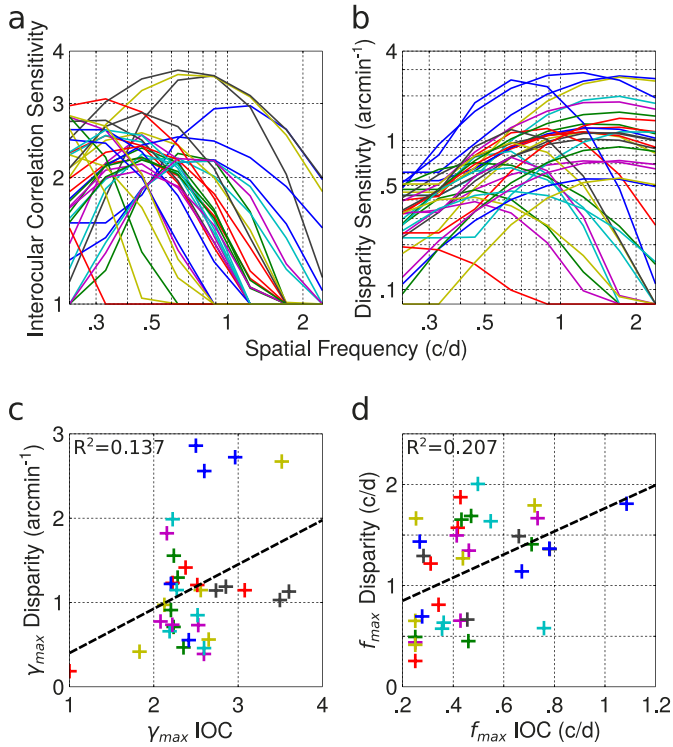 a
b
Interocular Correlation Sensitivity
4
3
2
1
.3
.5
1
2
Disparity Sensitivity (arcmin⁻¹)
4
1
.5
.1
.3
.5
1
2
Spatial Frequency (c/d)
c
d
R²=0.137
γmax Disparity (arcmin⁻¹)
3
2
1
0
1
2
3
4
γmax IOC
R²=0.207
fmax Disparity (c/d)
2
1
0
.2
.4
.6
.8
1
1.2
fmax IOC (c/d)